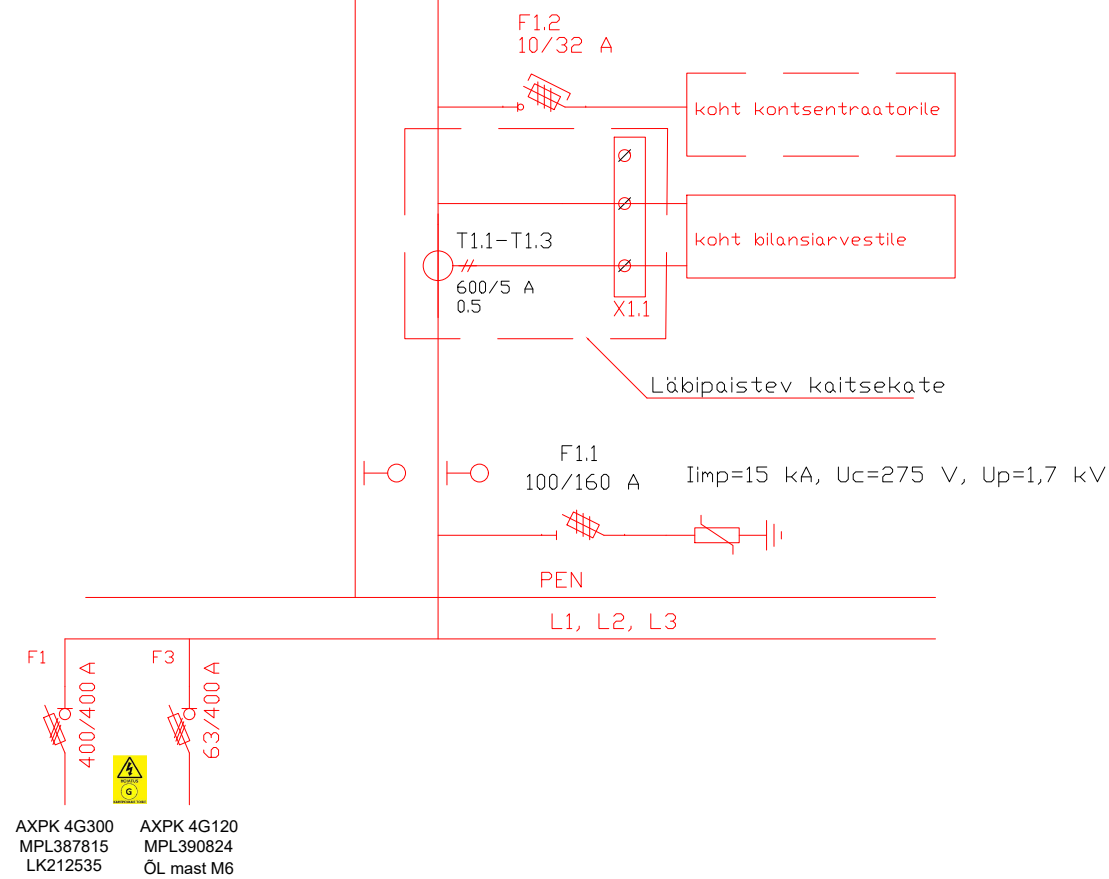 F1.2
10/32 A
koht kontsentraatorile
koht bilansiarvestile
T1.1-T1.3
600/5 A
0.5
X1.1
Läbipaistev kaitsekate
F1.1
100/160 A
Iimp=15 kA, Uc=275 V, Up=1,7 kV
PEN
L1, L2, L3
F1
400/400 A
F3
63/400 A
G
AXPK 4G300
MPL387815
LK212535
AXPK 4G120
MPL390824
ÕL mast M6